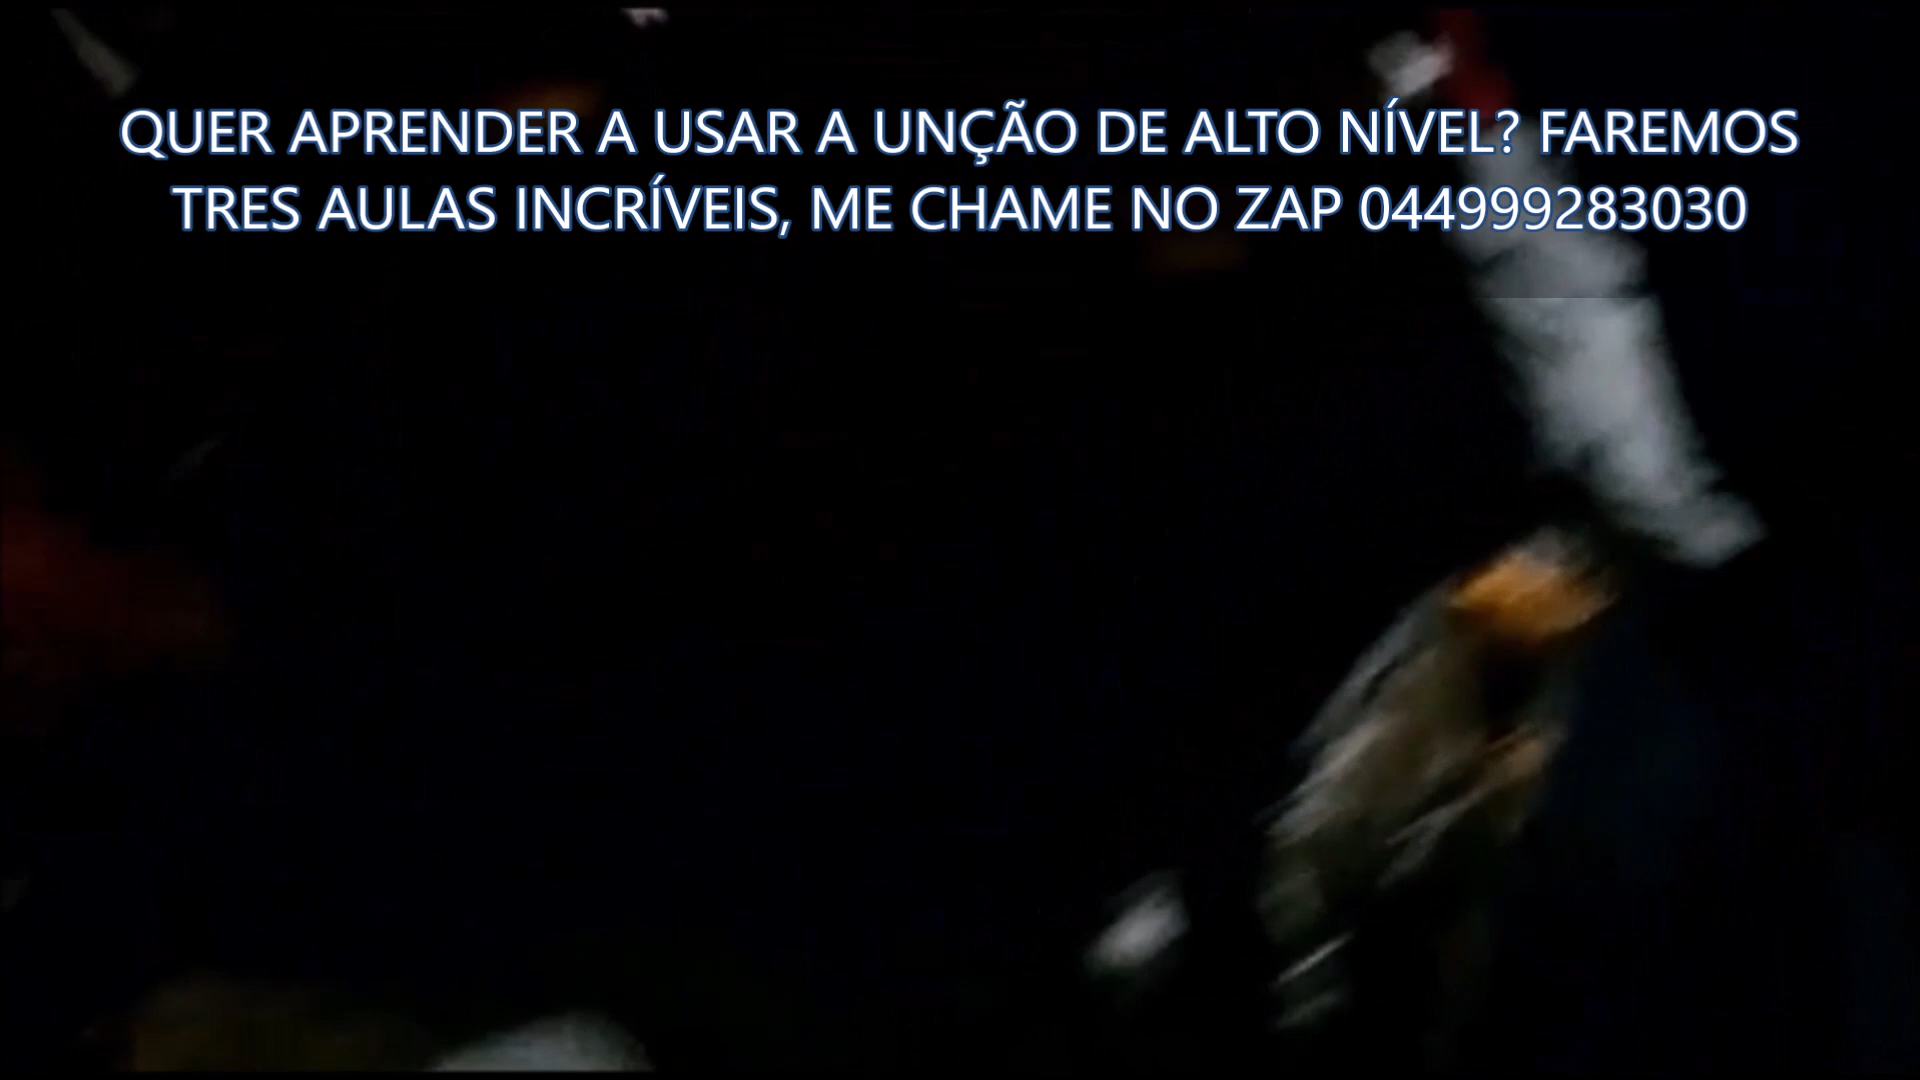 QUER APRENDER A USAR A UNÇÃO DE ALTO NÍVEL? FAREMOS
TRES AULAS INCRÍVEIS, ME CHAME NO ZAP 044999283030